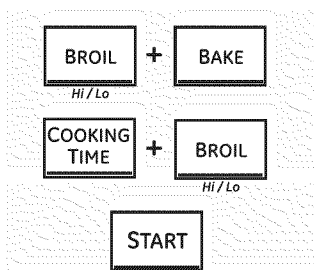 BROIL + BAKE
Hi / Lo
COOKING
TIME + BROIL
Hi / Lo
START